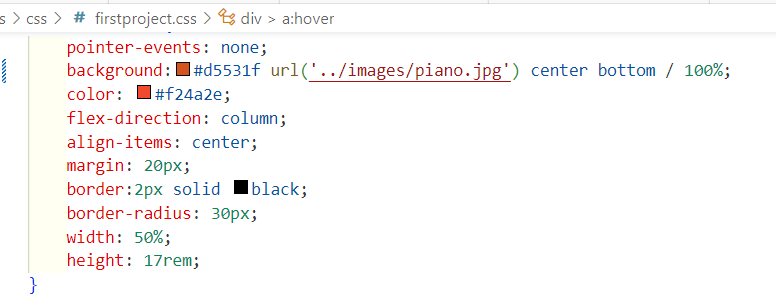 s > css > # firstproject.css > div > a:hover
pointer-events: none;
background:#d5531f url('../images/piano.jpg') center bottom / 100%;
color: #f24a2e;
flex-direction: column;
align-items: center;
margin: 20px;
border:2px solid black;
border-radius: 30px;
width: 50%;
height: 17rem;
}